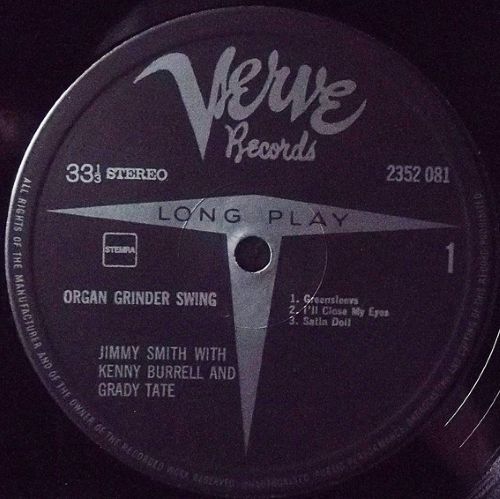 Verve
Records
33⅓ STEREO
2352 081
LONG PLAY
STEMRA
1
ORGAN GRINDER SWING
1. Greensleevs
2. I'll Close My Eyes
3. Satin Doll
JIMMY SMITH WITH
KENNY BURRELL AND
GRADY TATE
ALL RIGHTS OF THE MANUFACTURER AND OF THE OWNER OF THE RECORDED WORK RESERVED